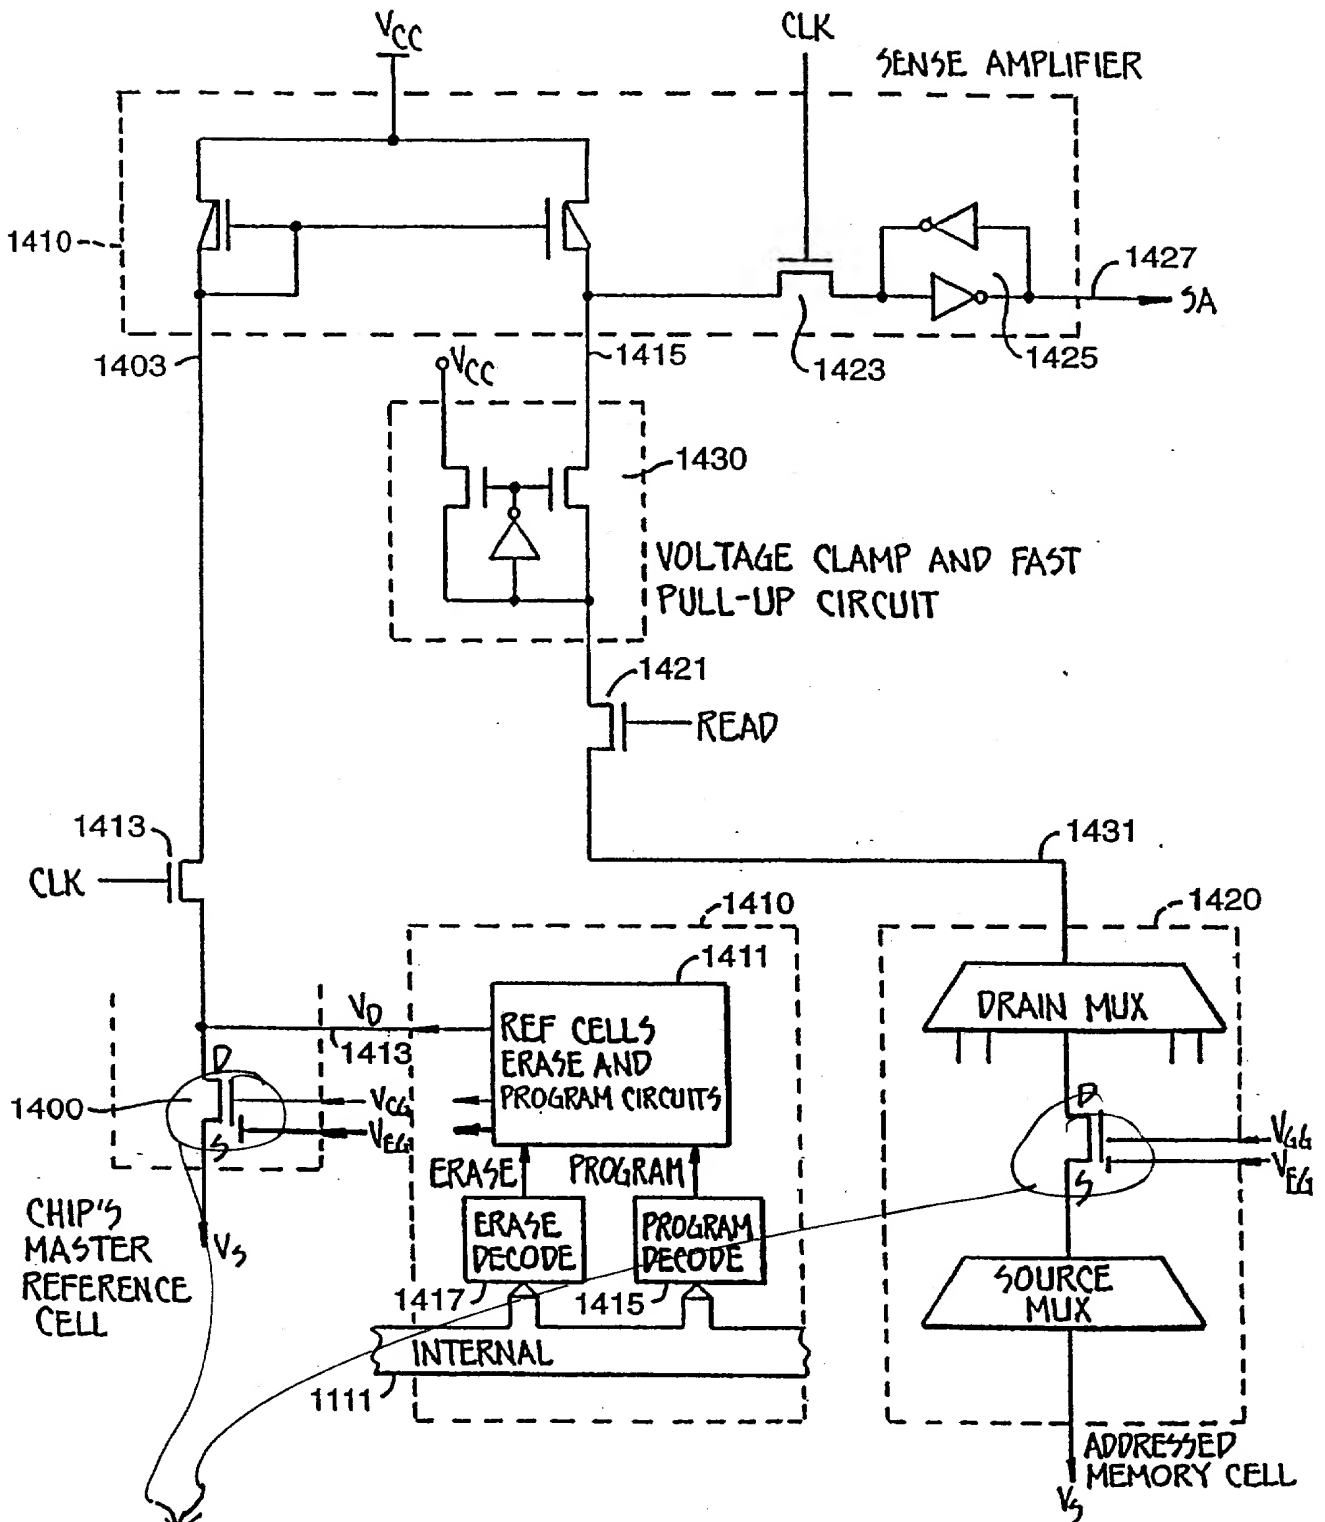 VCC
CLK
SENSE AMPLIFIER
1410
1427
SA
1403
1415
1423
1425
VCC
1430
VOLTAGE CLAMP AND FAST
PULL-UP CIRCUIT
1421
READ
1413
CLK
1431
1410
1420
1411
DRAIN MUX
VD
1413
REF CELLS
ERASE AND
PROGRAM CIRCUITS
D
S
1400
VCG
VEG
D
S
VGG
VEG
ERASE
PROGRAM
ERASE
DECODE
PROGRAM
DECODE
CHIP'S
MASTER
REFERENCE
CELL
VS
1417
1415
SOURCE
MUX
INTERNAL
1111
ADDRESSED
MEMORY CELL
VS